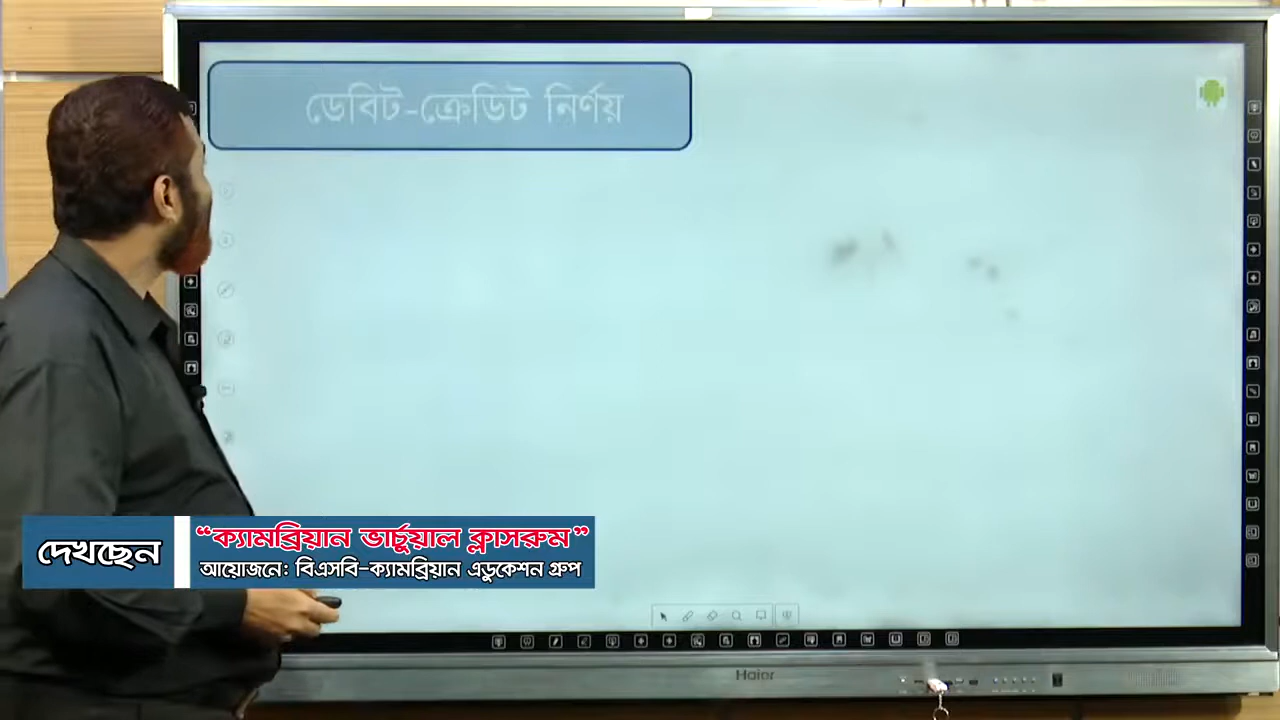 ডেবিট-ক্রেডিট নির্ণয়
দেখছেন
“ক্যামব্রিয়ান ভার্চুয়াল ক্লাসরুম”
আয়োজনে: বিএসবি-ক্যামব্রিয়ান এডুকেশন গ্রুপ
Haier